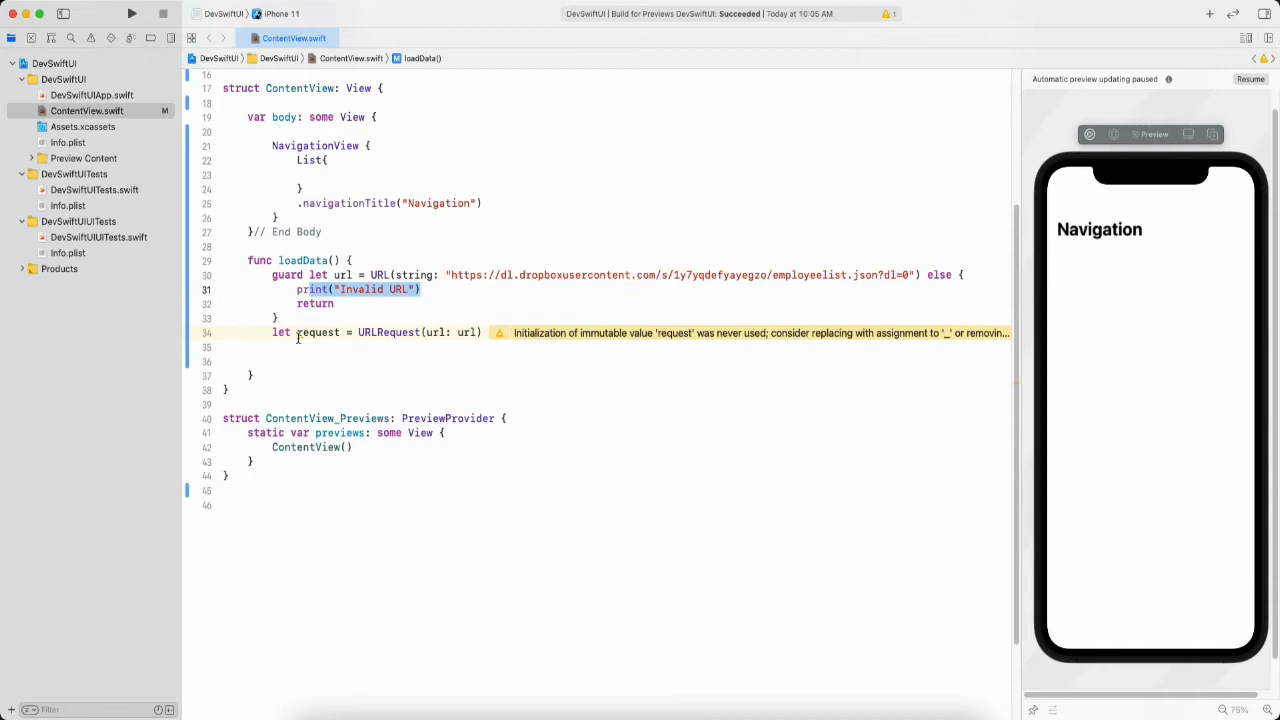 DevSwiftUI
iPhone 11
DevSwiftUI | Build for Previews DevSwiftUI: Succeeded | Today at 10:05 AM
1
ContentView.swift
DevSwiftUI
DevSwiftUI
ContentView.swift
loadData()
DevSwiftUI
DevSwiftUI
DevSwiftUIApp.swift
ContentView.swift
M
Assets.xcassets
Info.plist
Preview Content
DevSwiftUITests
DevSwiftUITests.swift
Info.plist
DevSwiftUIUITests
DevSwiftUIUITests.swift
Info.plist
Products
Filter
16
17 struct ContentView: View {
18
19 var body: some View {
20
21 NavigationView {
22 List{
23
24 }
25 .navigationTitle("Navigation")
26 }
27 }// End Body
28
29 func loadData() {
30 guard let url = URL(string: "https://dl.dropboxusercontent.com/s/1y7yqdefyayegzo/employeelist.json?dl=0") else {
31 print("Invalid URL")
32 return
33 }
34 let request = URLRequest(url: url) Initialization of immutable value 'request' was never used; consider replacing with assignment to '_' or removin...
35
36
37 }
38 }
39
40 struct ContentView_Previews: PreviewProvider {
41 static var previews: some View {
42 ContentView()
43 }
44 }
45
46
Automatic preview updating paused
Resume
Preview
Navigation
75%